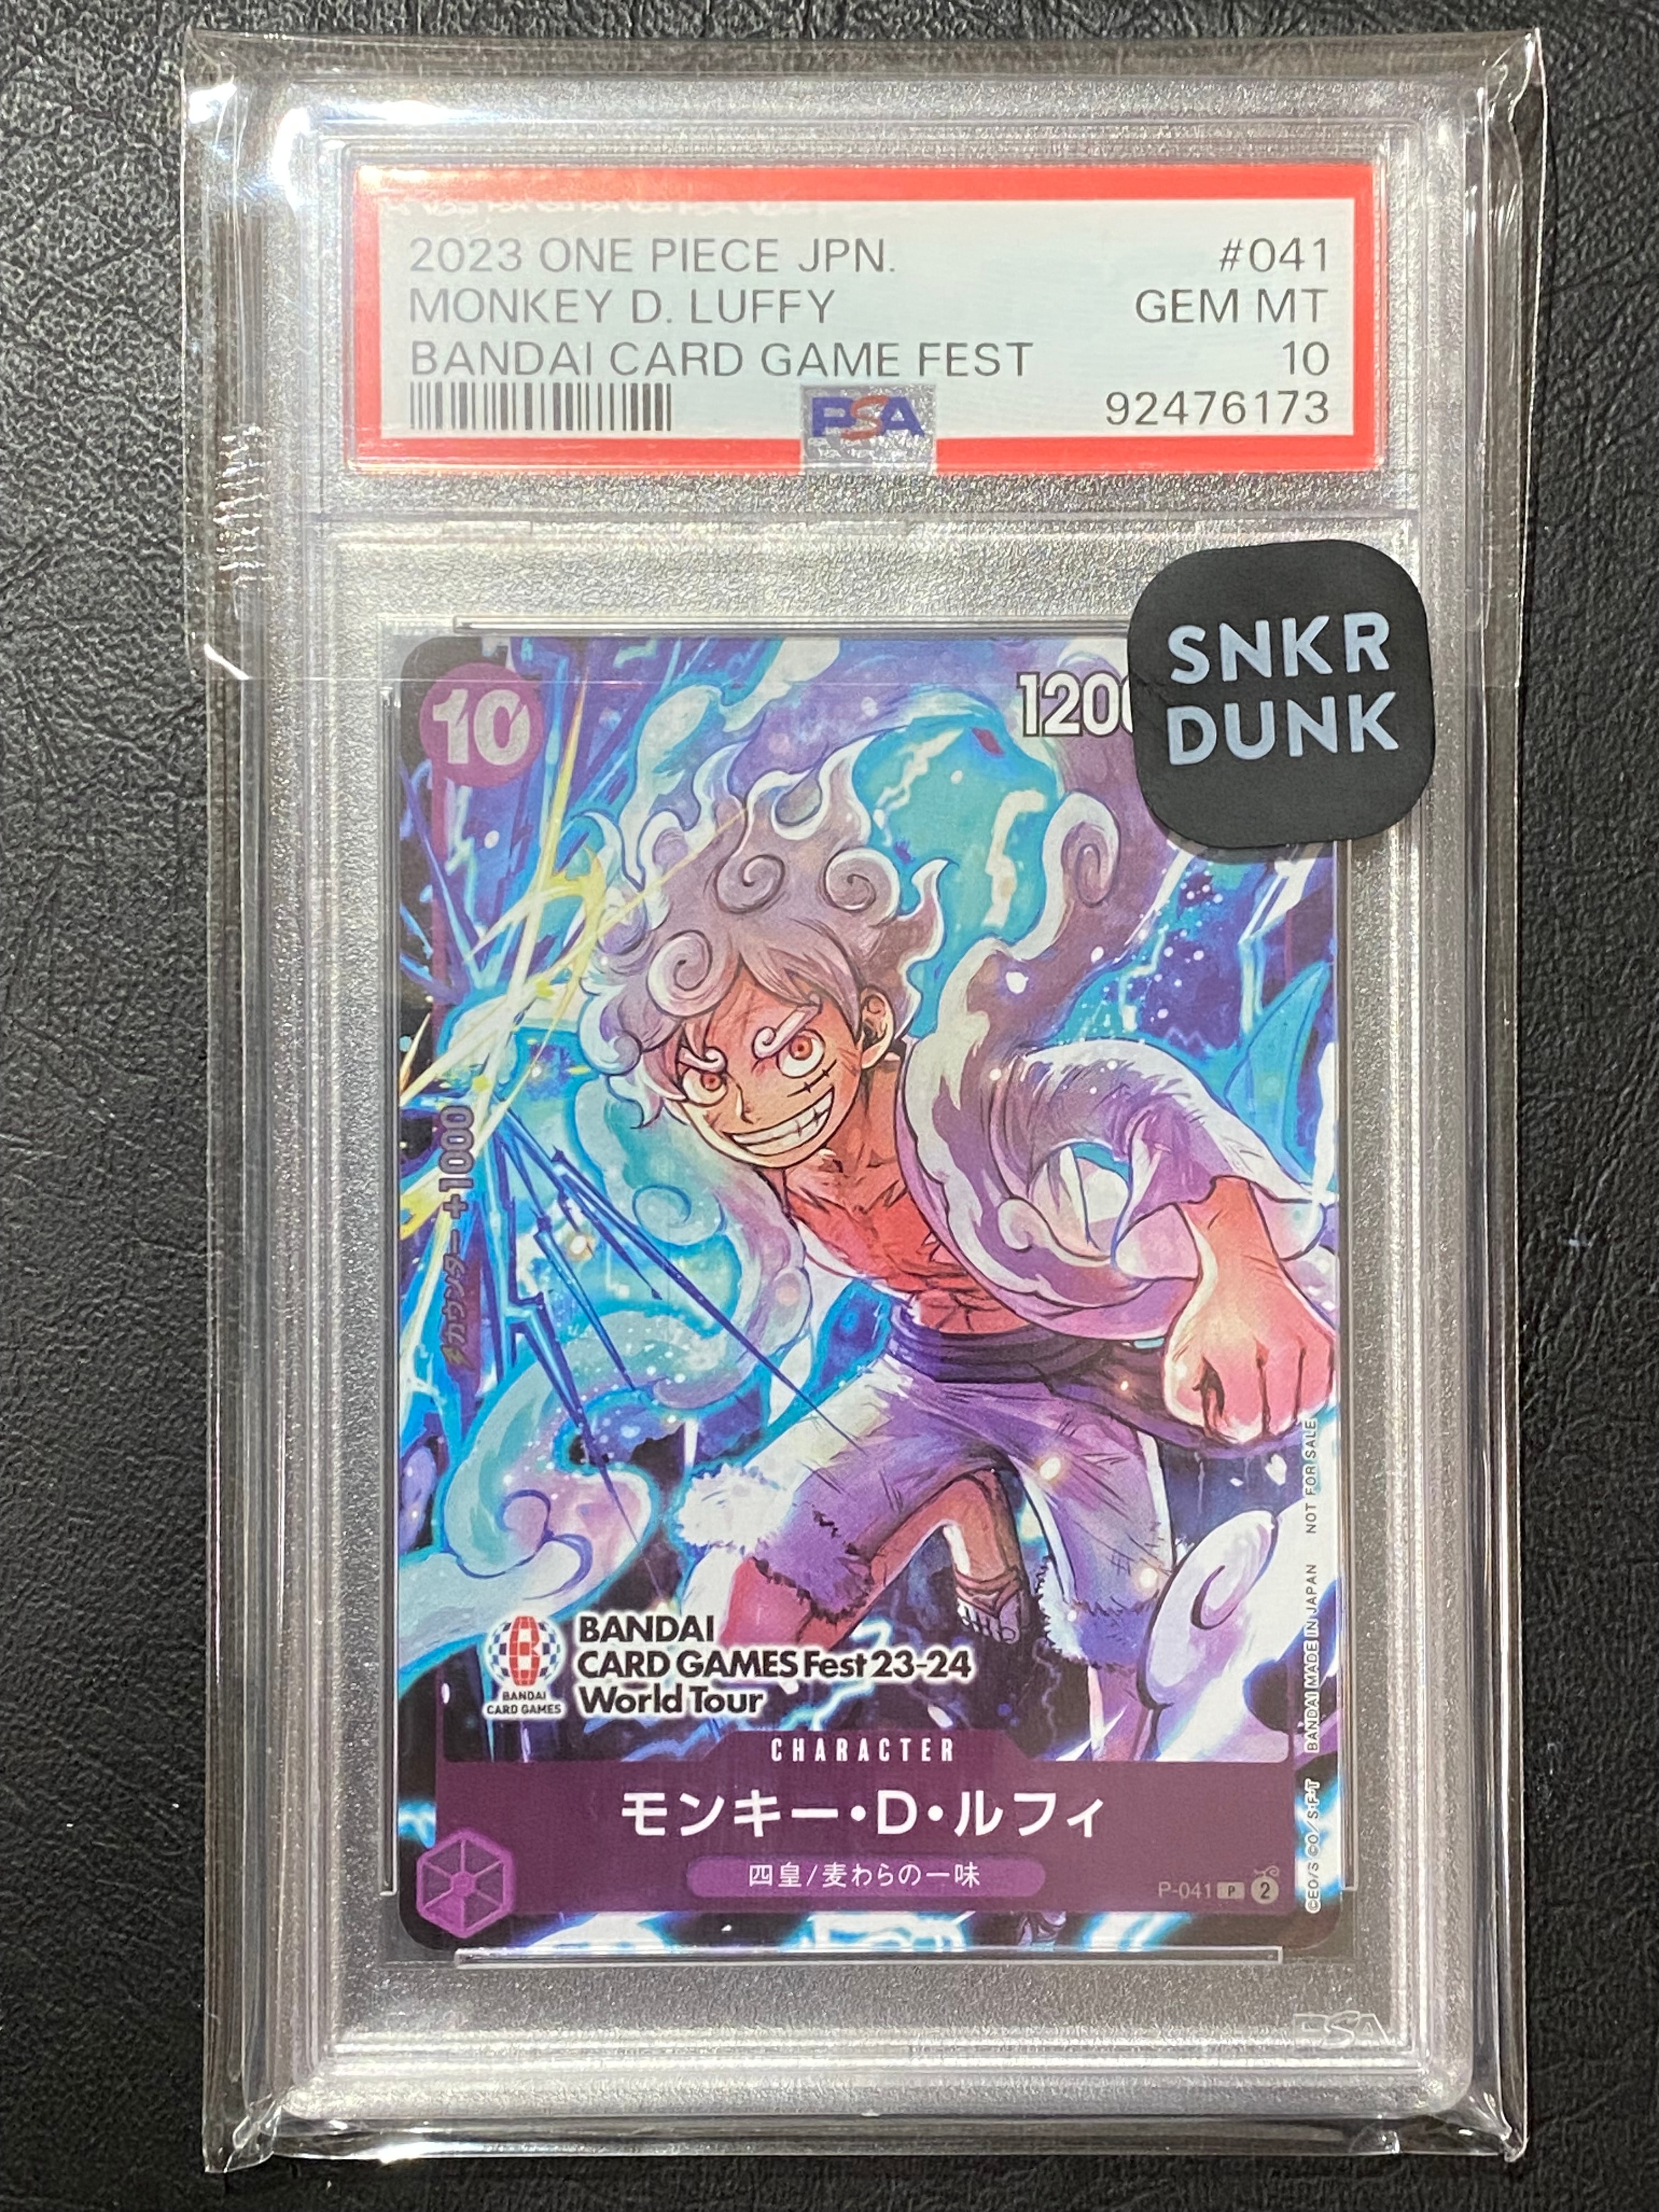 2023 ONE PIECE JPN. #041
MONKEY D. LUFFY GEM MT
BANDAI CARD GAME FEST 10
92476173
PSA
SNKR
DUNK
10
1200
カウンター +1000
BANDAI
CARD GAMES Fest 23-24
World Tour
BANDAI
CARD GAMES
CHARACTER
モンキー・D・ルフィ
四皇/麦わらの一味
P-041 P 2
©EO/S ©O/S·F·T BANDAI MADE IN JAPAN NOT FOR SALE
PSA